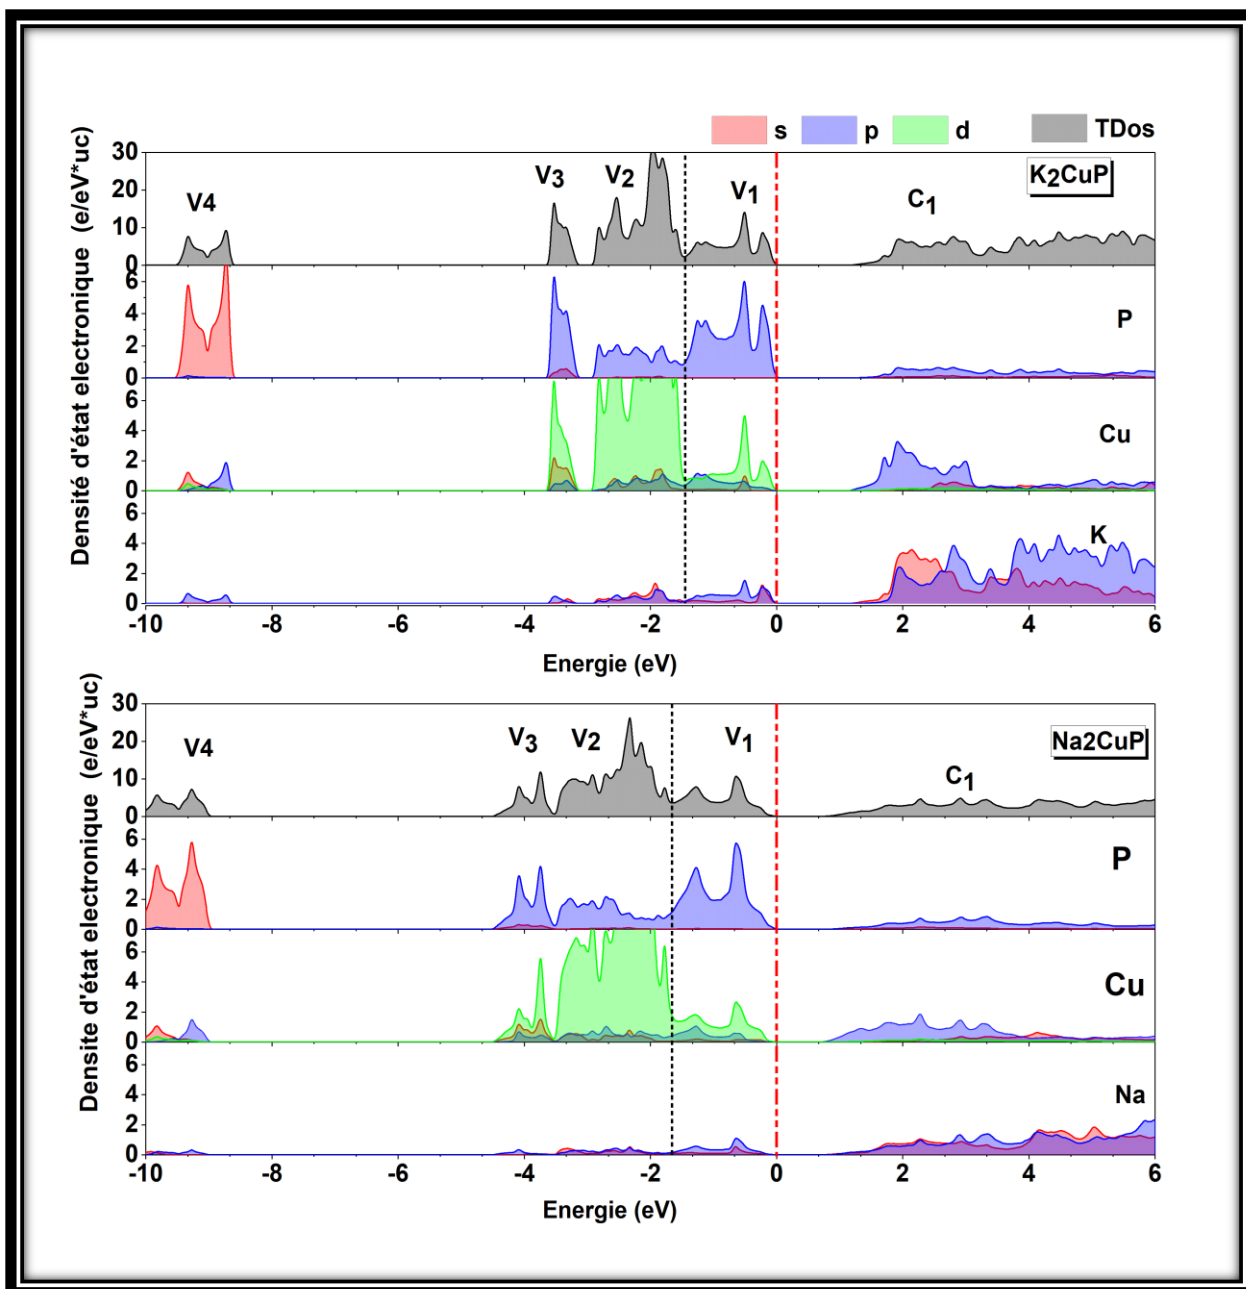 s p d TDos
Densité d'état electronique (e/eV*uc)
30
20
10
0
V4 V3 V2 V1 C1
K2CuP
6
4
2
0
P
6
4
2
0
Cu
6
4
2
0
K
-10 -8 -6 -4 -2 0 2 4 6
Energie (eV)
Densite d'état electronique (e/eV*uc)
30
20
10
0
V4 V3 V2 V1 C1
Na2CuP
6
4
2
0
P
6
4
2
0
Cu
6
4
2
0
Na
-10 -8 -6 -4 -2 0 2 4 6
Energie (eV)